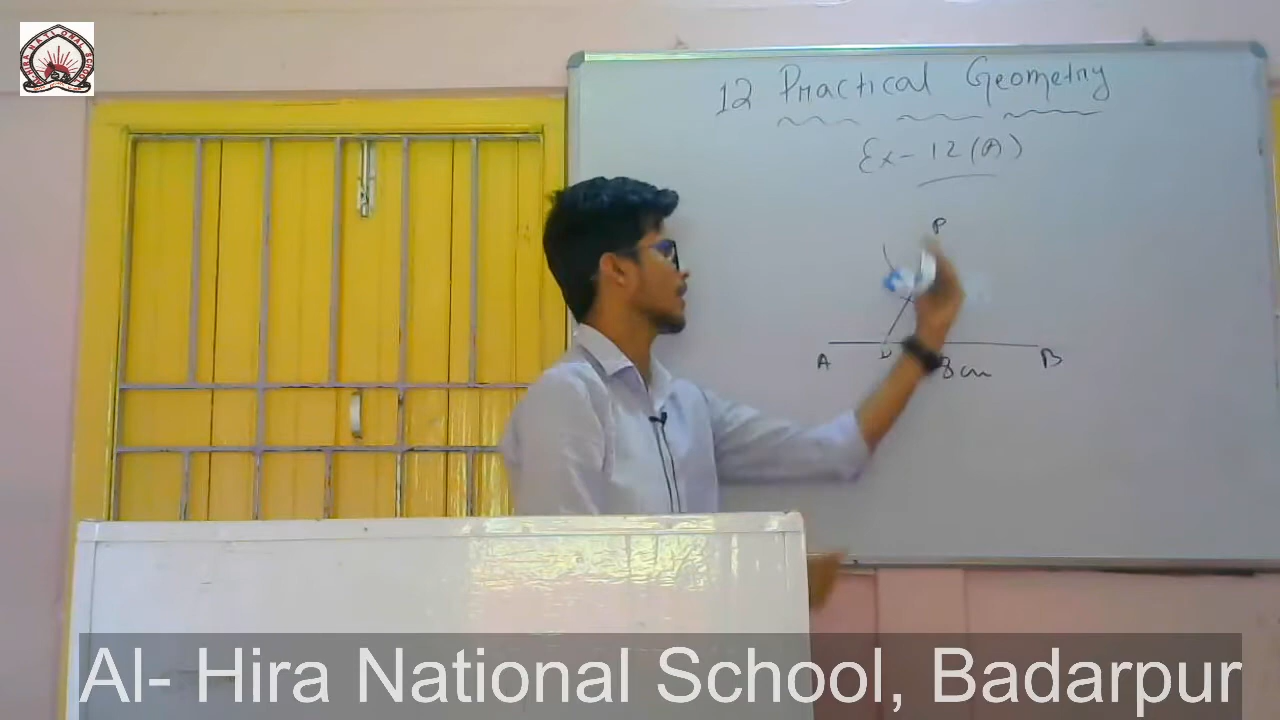 12 Practical Geometry
Ex-12(A)
P
A
D
B
8cm
Al- Hira National School, Badarpur